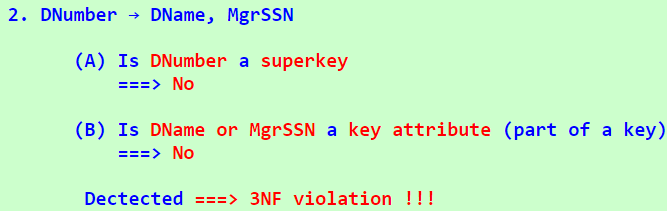 2. DNumber → DName, MgrSSN
(A) Is DNumber a superkey
===> No
(B) Is DName or MgrSSN a key attribute (part of a key)
===> No
Dectected ===> 3NF violation !!!